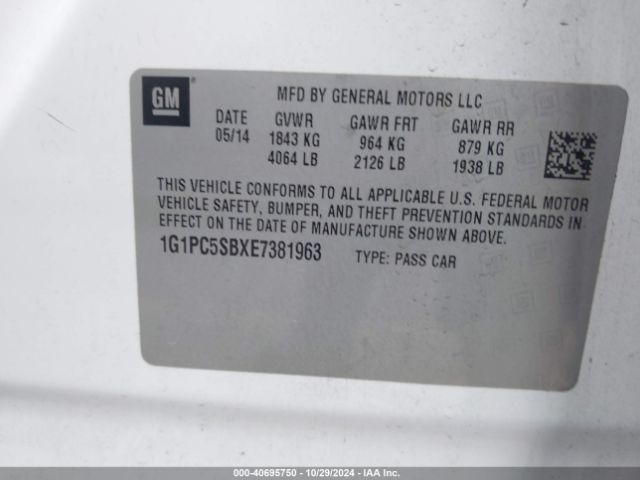 GM
MFD BY GENERAL MOTORS LLC
DATE GVWR GAWR FRT GAWR RR
05/14 1843 KG 964 KG 879 KG
4064 LB 2126 LB 1938 LB
THIS VEHICLE CONFORMS TO ALL APPLICABLE U.S. FEDERAL MOTOR
VEHICLE SAFETY, BUMPER, AND THEFT PREVENTION STANDARDS IN
EFFECT ON THE DATE OF MANUFACTURE SHOWN ABOVE.
1G1PC5SBXE7381963 TYPE: PASS CAR
000-40695750 | 10/29/2024 - IAA Inc.